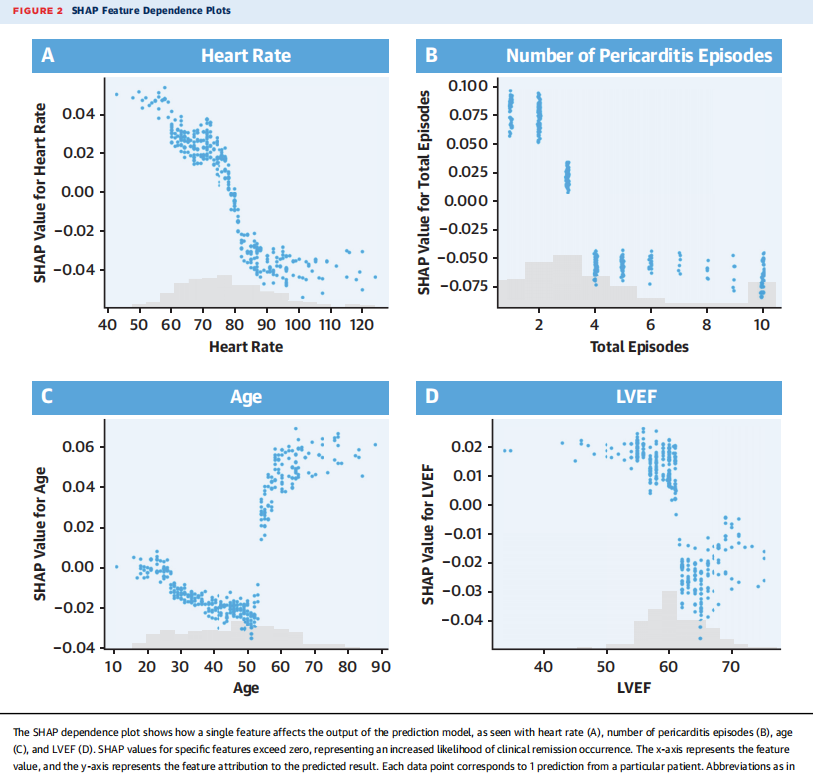 FIGURE 2 SHAP Feature Dependence Plots
A Heart Rate
SHAP Value for Heart Rate
0.04
0.02
0.00
−0.02
−0.04
40 50 60 70 80 90 100 110 120
Heart Rate
B Number of Pericarditis Episodes
SHAP Value for Total Episodes
0.100
0.075
0.050
0.025
0.000
−0.025
−0.050
−0.075
2 4 6 8 10
Total Episodes
C Age
SHAP Value for Age
0.06
0.04
0.02
0.00
−0.02
−0.04
10 20 30 40 50 60 70 80 90
Age
D LVEF
SHAP Value for LVEF
0.02
0.01
0.00
−0.01
−0.02
−0.03
−0.04
40 50 60 70
LVEF
The SHAP dependence plot shows how a single feature affects the output of the prediction model, as seen with heart rate (A), number of pericarditis episodes (B), age
(C), and LVEF (D). SHAP values for specific features exceed zero, representing an increased likelihood of clinical remission occurrence. The x-axis represents the feature
value, and the y-axis represents the feature attribution to the predicted result. Each data point corresponds to 1 prediction from a particular patient. Abbreviations as in